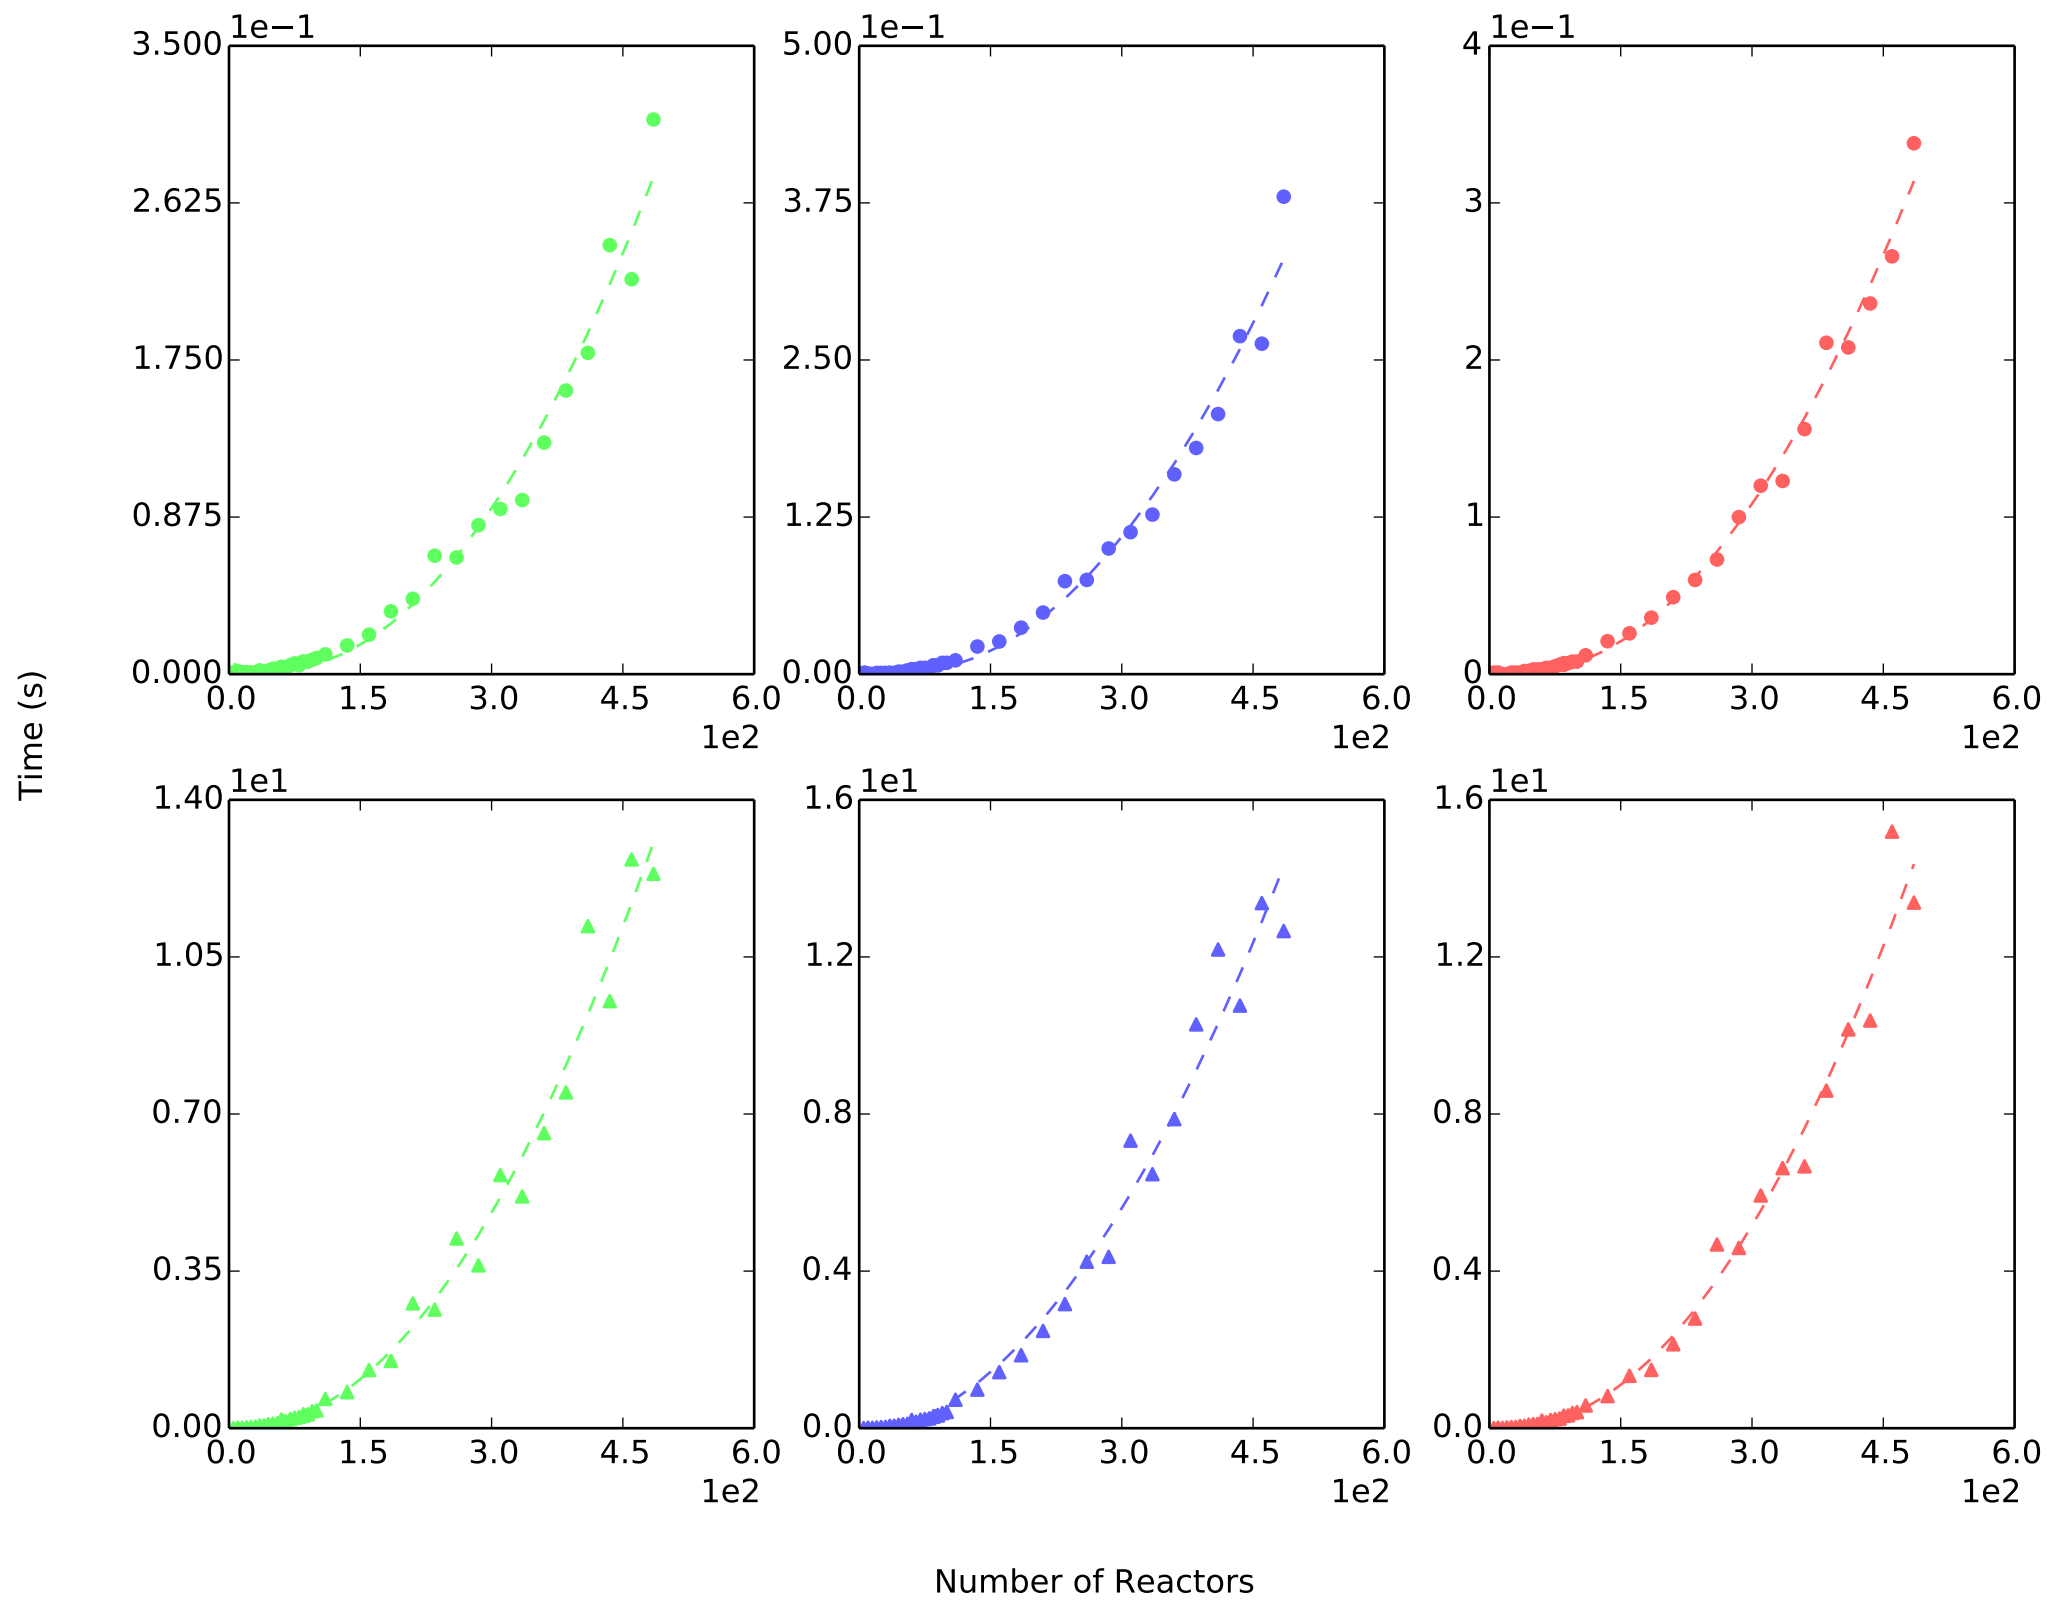 1e−1 1e−1 1e−1
3.500 5.00 4
2.625 3.75 3
1.750 2.50 2
0.875 1.25 1
0.000 0.00 0
0.0 1.5 3.0 4.5 6.0 0.0 1.5 3.0 4.5 6.0 0.0 1.5 3.0 4.5 6.0
1e2 1e2 1e2
Time (s)
1e1 1e1 1e1
1.40 1.6 1.6
1.05 1.2 1.2
0.70 0.8 0.8
0.35 0.4 0.4
0.00 0.0 0.0
0.0 1.5 3.0 4.5 6.0 0.0 1.5 3.0 4.5 6.0 0.0 1.5 3.0 4.5 6.0
1e2 1e2 1e2
Number of Reactors